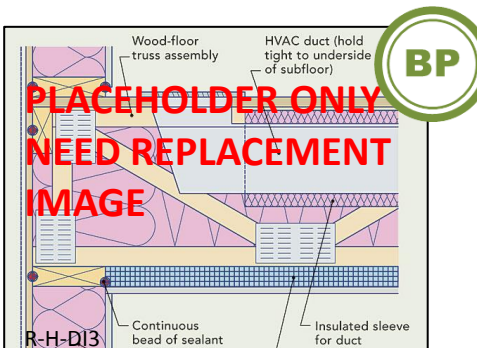 Wood-floor
truss assembly
HVAC duct (hold
tight to underside
of subfloor)
BP
PLACEHOLDER ONLY
NEED REPLACEMENT
IMAGE
Continuous
bead of sealant
Insulated sleeve
for duct
R-H-DI3